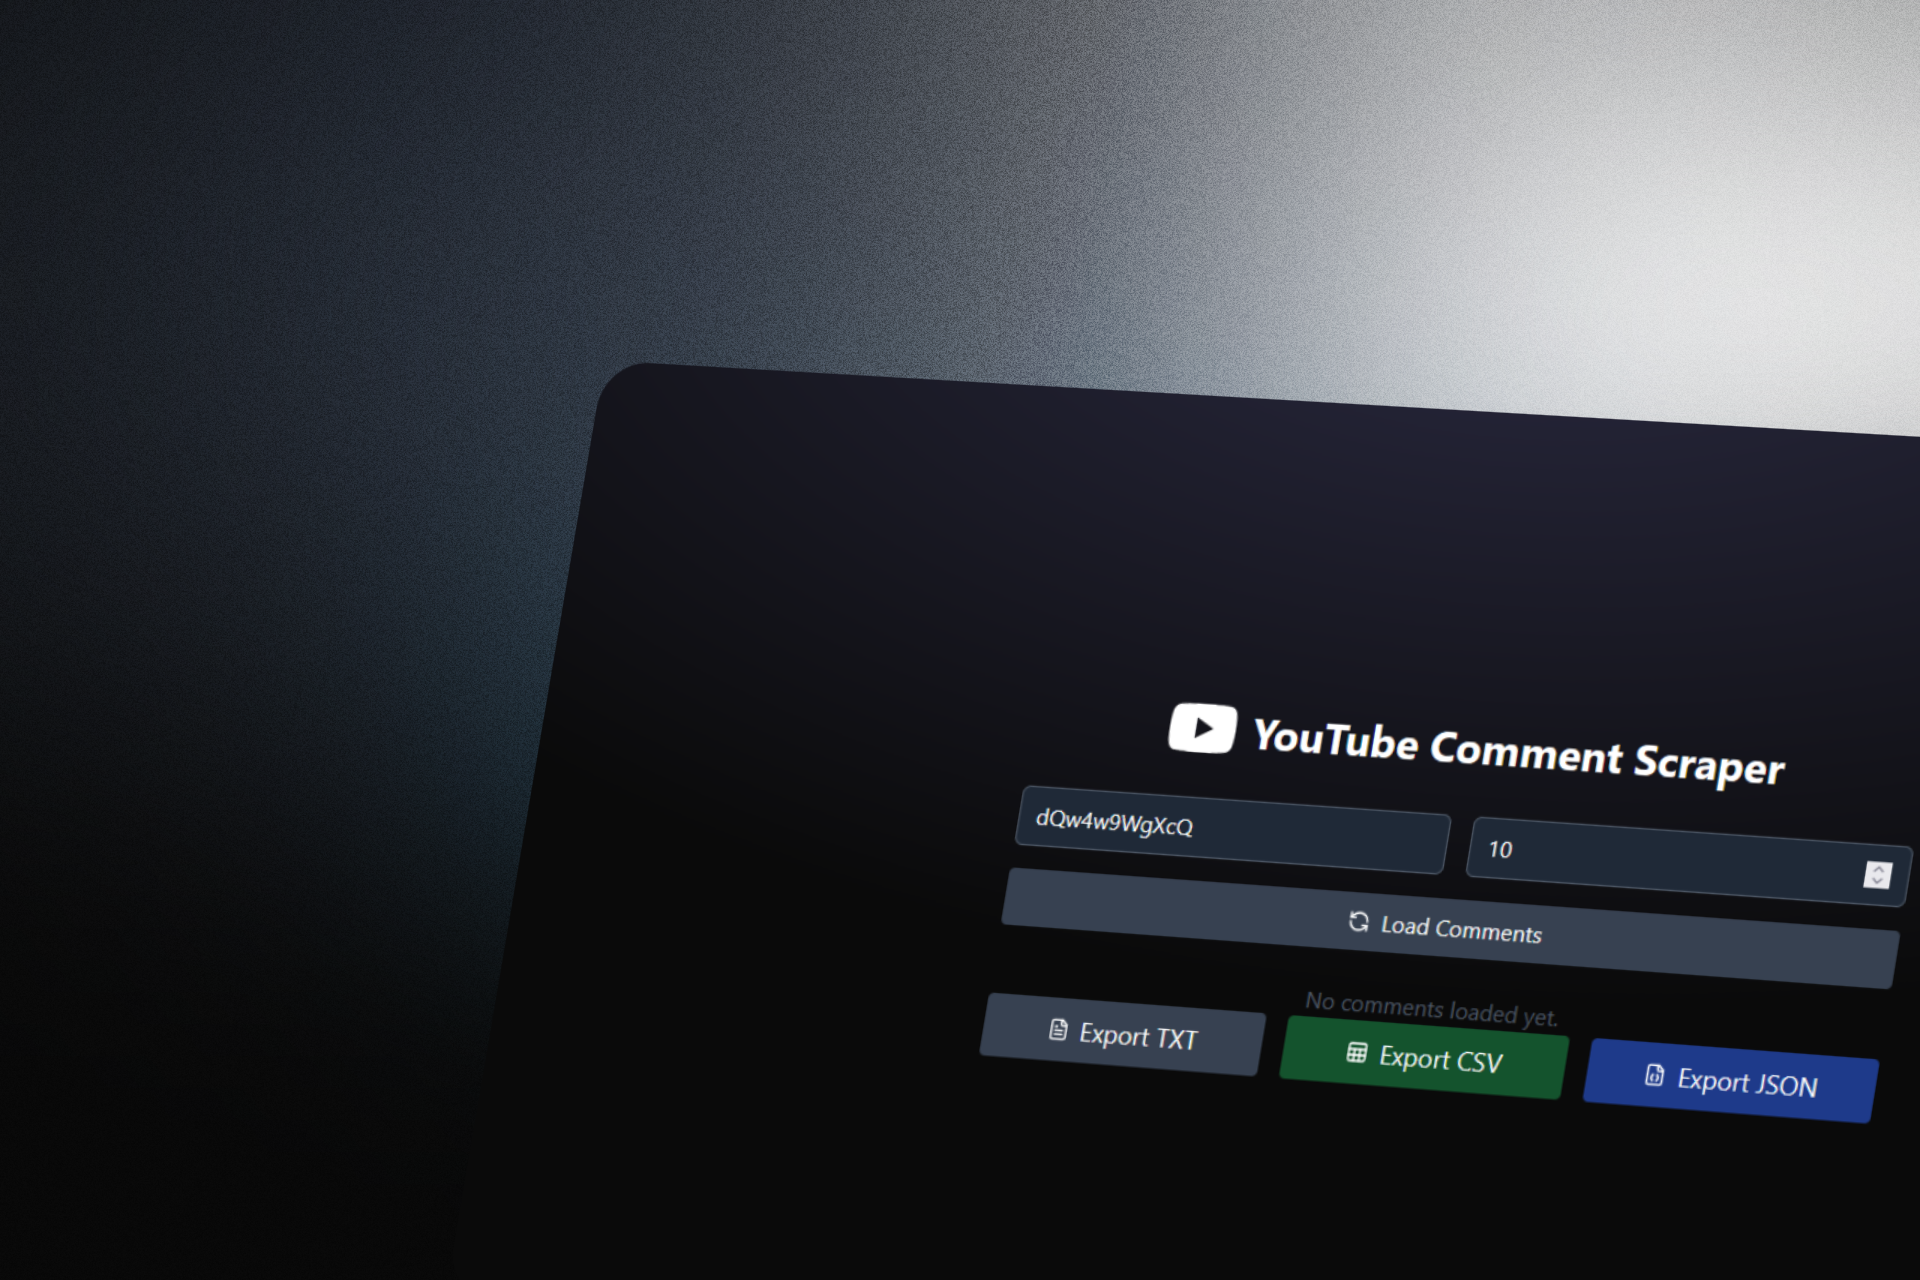 YouTube Comment Scraper
dQw4w9WgXcQ
10
Load Comments
No comments loaded yet.
Export TXT
Export CSV
Export JSON